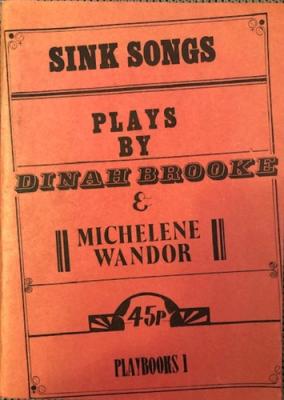 SINK SONGS
PLAYS
BY
DINAH BROOKE
&
MICHELENE
WANDOR
45P
PLAYBOOKS 1